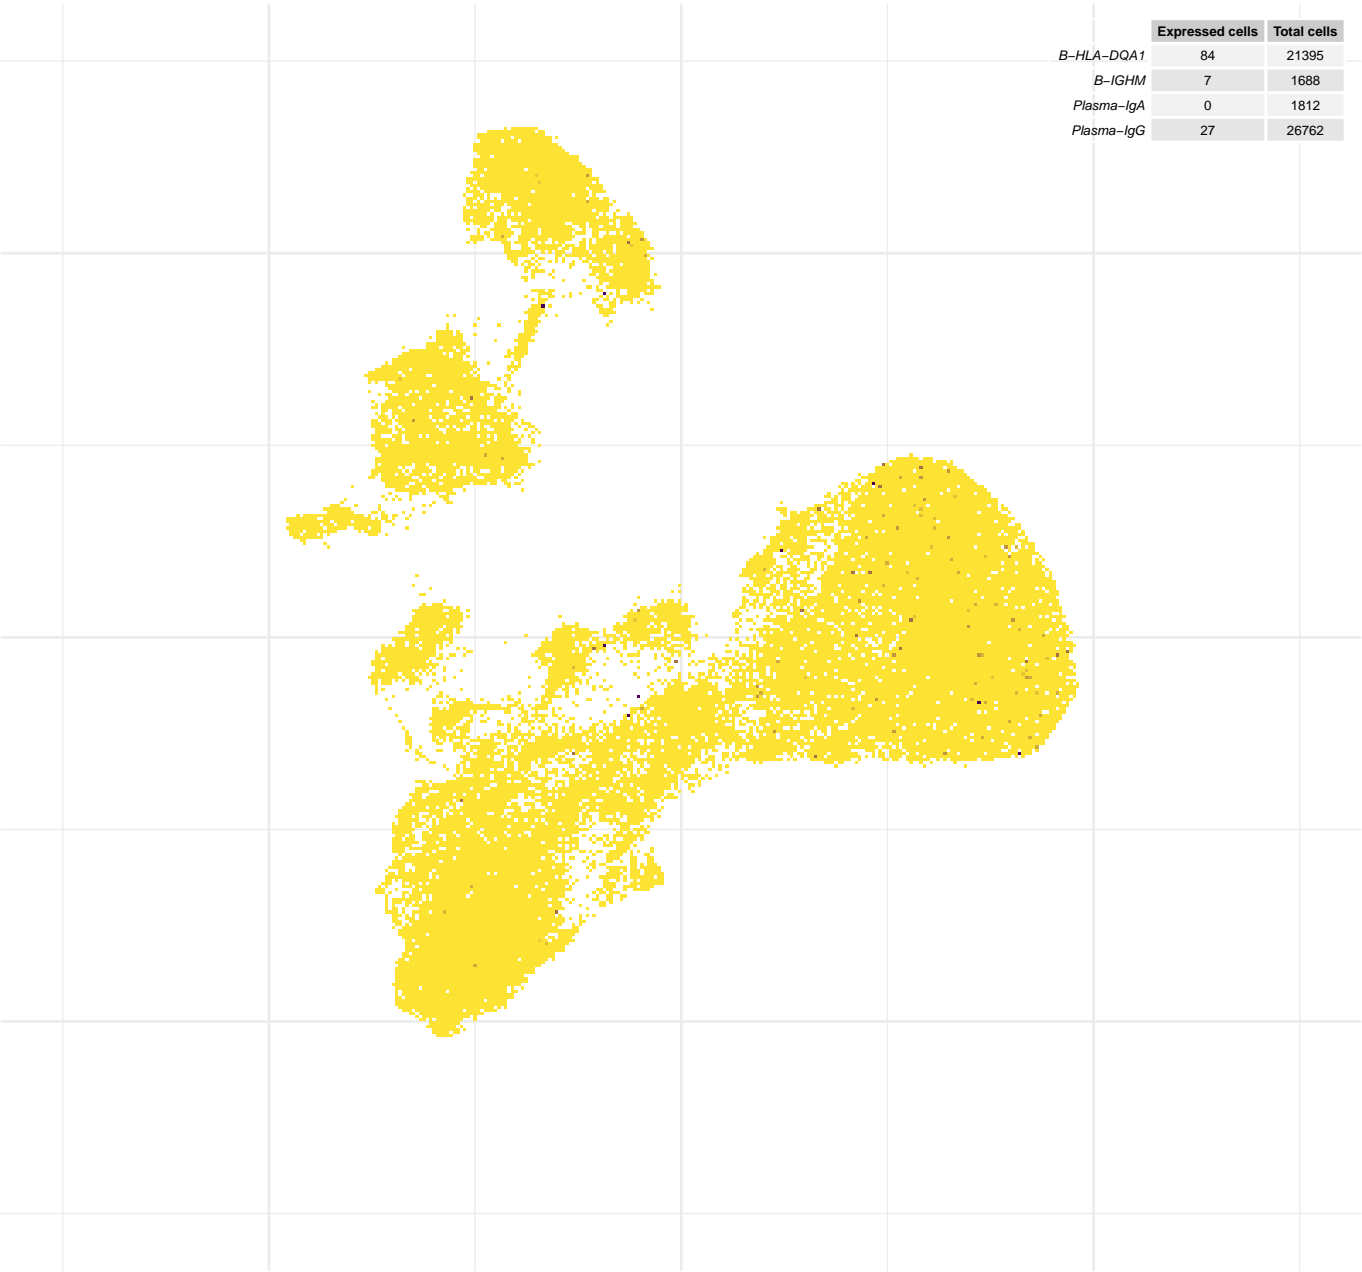 Expressed cells Total cells
B−HLA−DQA1 84 21395
B−IGHM 7 1688
Plasma−IgA 0 1812
Plasma−IgG 27 26762